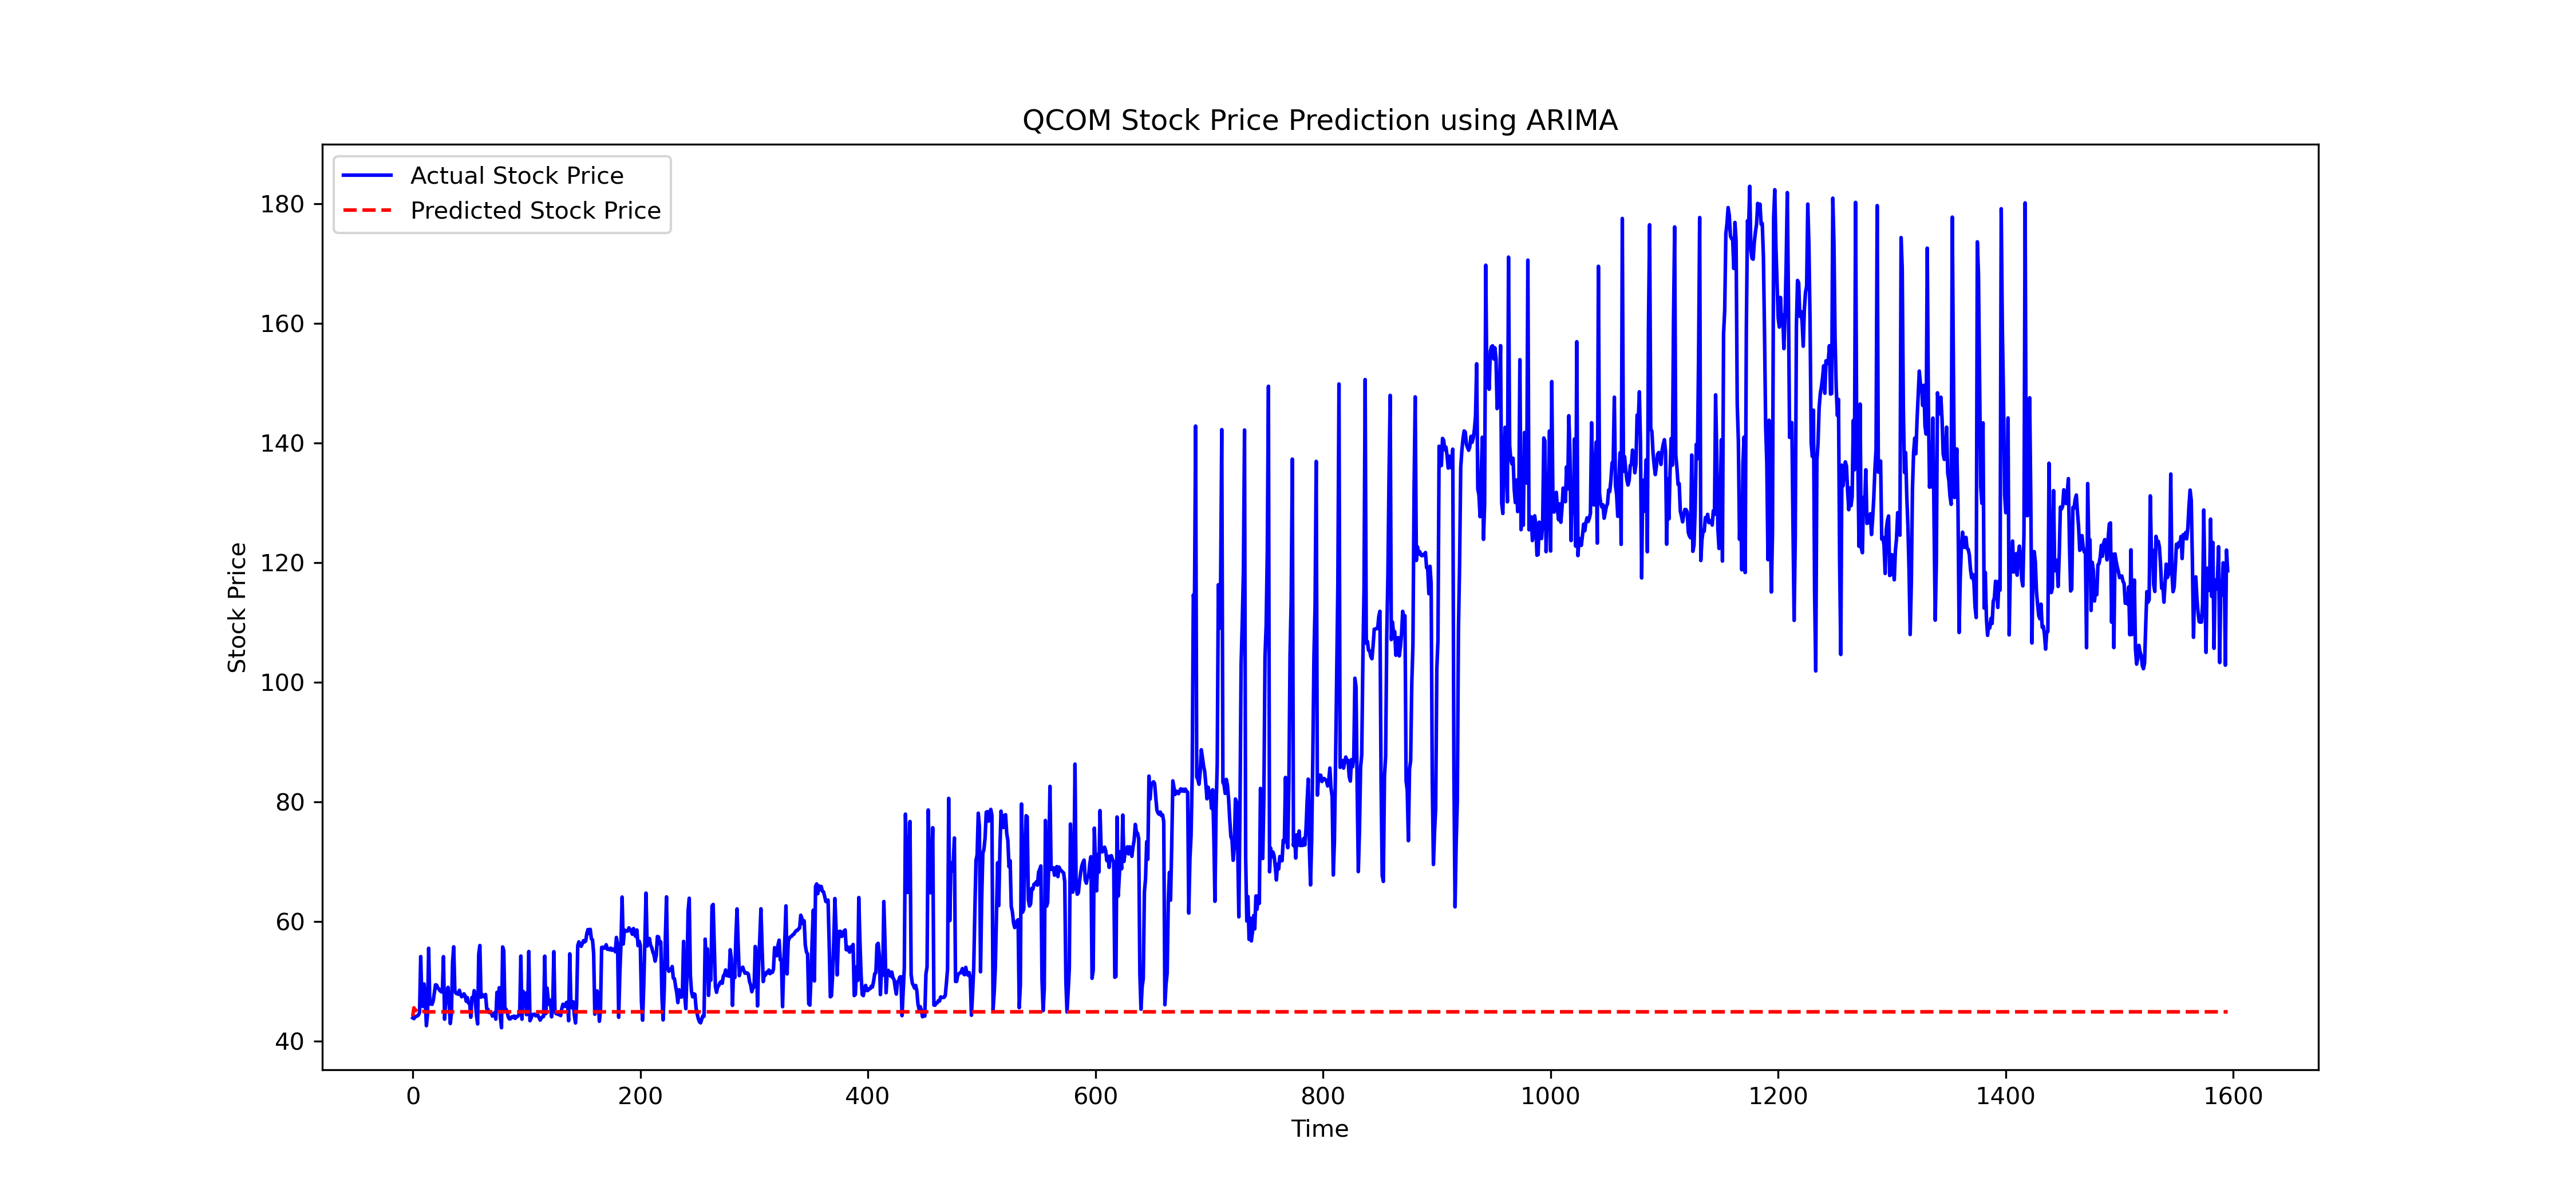 QCOM Stock Price Prediction using ARIMA
Actual Stock Price
Predicted Stock Price
Stock Price
180
160
140
120
100
80
60
40
0 200 400 600 800 1000 1200 1400 1600
Time